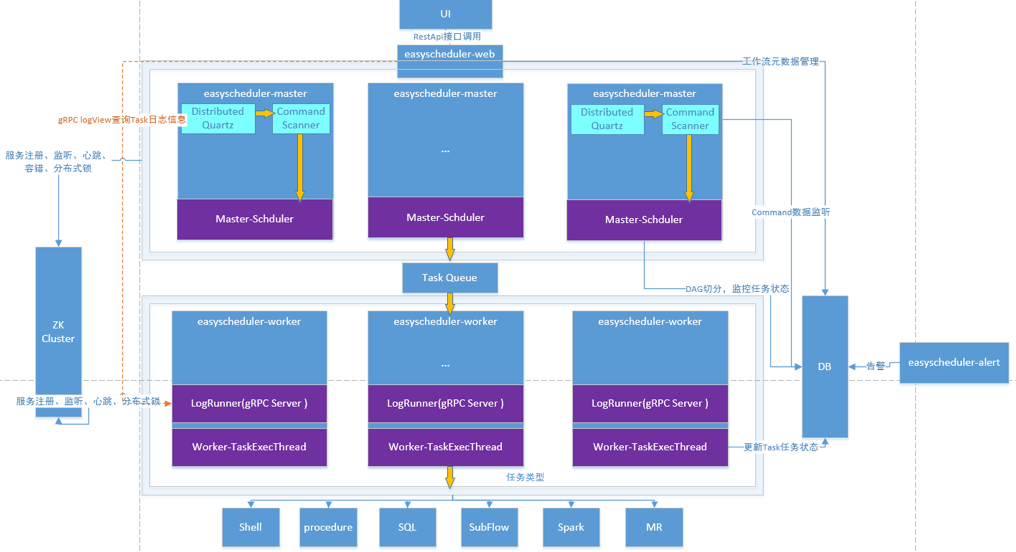 UI
RestApi接口调用
easyscheduler-web
工作流元数据管理
easyscheduler-master
easyscheduler-master
easyscheduler-master
Distributed
Quartz
Command
Scanner
Distributed
Quartz
Command
Scanner
gRPC logView查询Task日志信息
...
服务注册、监听、心跳、
容错、分布式锁
Master-Schduler
Master-Schduler
Master-Schduler
Command数据监听
Task Queue
DAG切分，监控任务状态
easyscheduler-worker
easyscheduler-worker
easyscheduler-worker
ZK
Cluster
...
DB
告警
easyscheduler-alert
服务注册、监听、心跳、分布式锁
LogRunner(gRPC Server )
LogRunner(gRPC Server )
LogRunner(gRPC Server )
Worker-TaskExecThread
Worker-TaskExecThread
Worker-TaskExecThread
更新Task任务状态
任务类型
Shell
procedure
SQL
SubFlow
Spark
MR